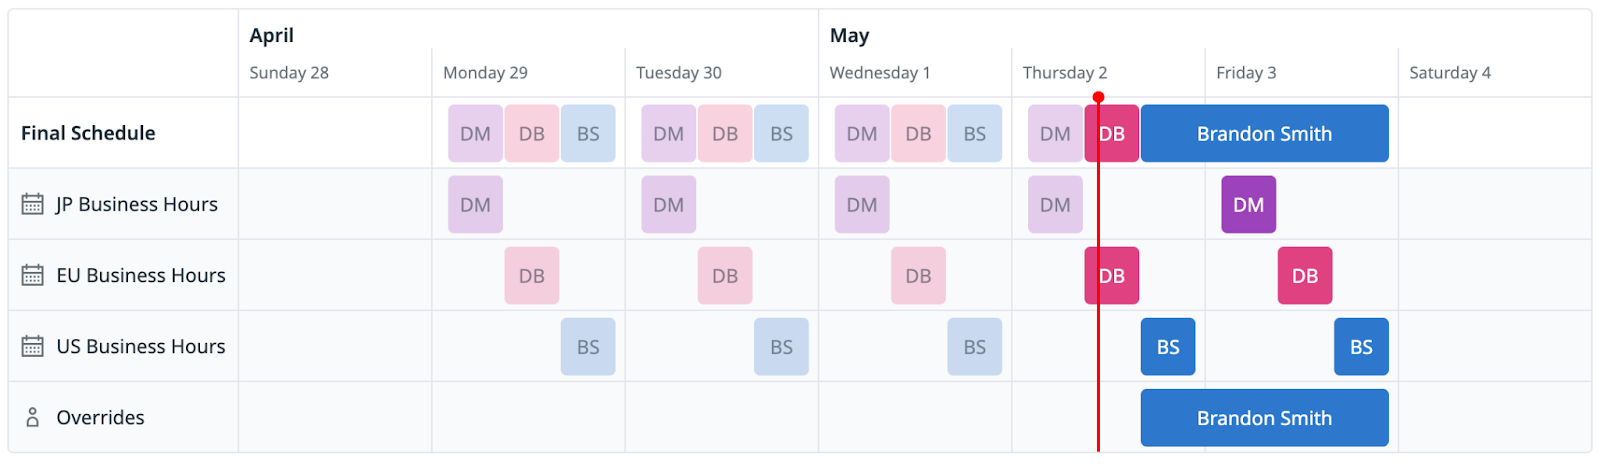 April
May
Sunday 28 Monday 29 Tuesday 30 Wednesday 1 Thursday 2 Friday 3 Saturday 4
Final Schedule DM DB BS DM DB BS DM DB BS DM DB Brandon Smith
JP Business Hours DM DM DM DM DM
EU Business Hours DB DB DB DB DB
US Business Hours BS BS BS BS BS
Overrides Brandon Smith